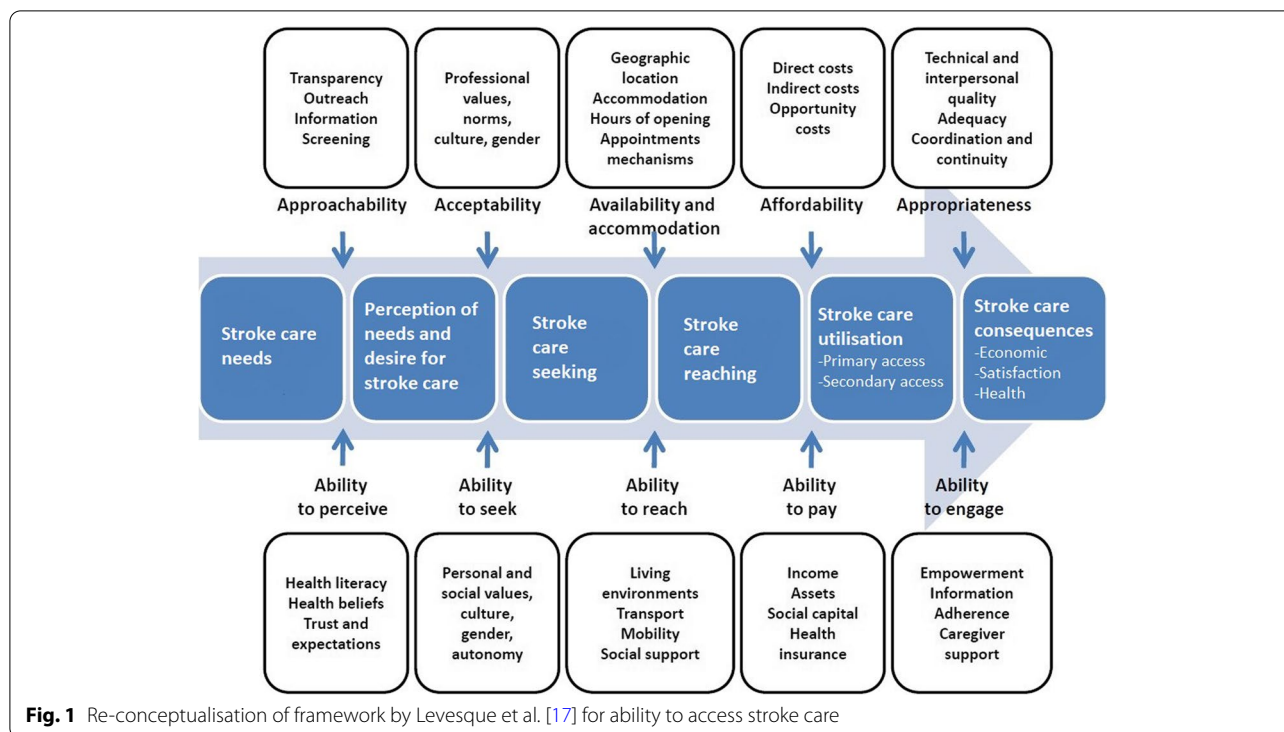 Transparency
Outreach
Information
Screening
Professional
values,
norms,
culture, gender
Geographic
location
Accommodation
Hours of opening
Appointments
mechanisms
Direct costs
Indirect costs
Opportunity
costs
Technical and
interpersonal
quality
Adequacy
Coordination and
continuity
Approachability
Acceptability
Availability and
accommodation
Affordability
Appropriateness
Stroke care
needs
Perception of
needs and
desire for
stroke care
Stroke
care
seeking
Stroke
care
reaching
Stroke care
utilisation
-Primary access
-Secondary access
Stroke care
consequences
-Economic
-Satisfaction
-Health
Ability
to perceive
Ability
to seek
Ability
to reach
Ability
to pay
Ability
to engage
Health literacy
Health beliefs
Trust and
expectations
Personal and
social values,
culture,
gender,
autonomy
Living
environments
Transport
Mobility
Social support
Income
Assets
Social capital
Health
insurance
Empowerment
Information
Adherence
Caregiver
support
Fig. 1 Re-conceptualisation of framework by Levesque et al. [17] for ability to access stroke care